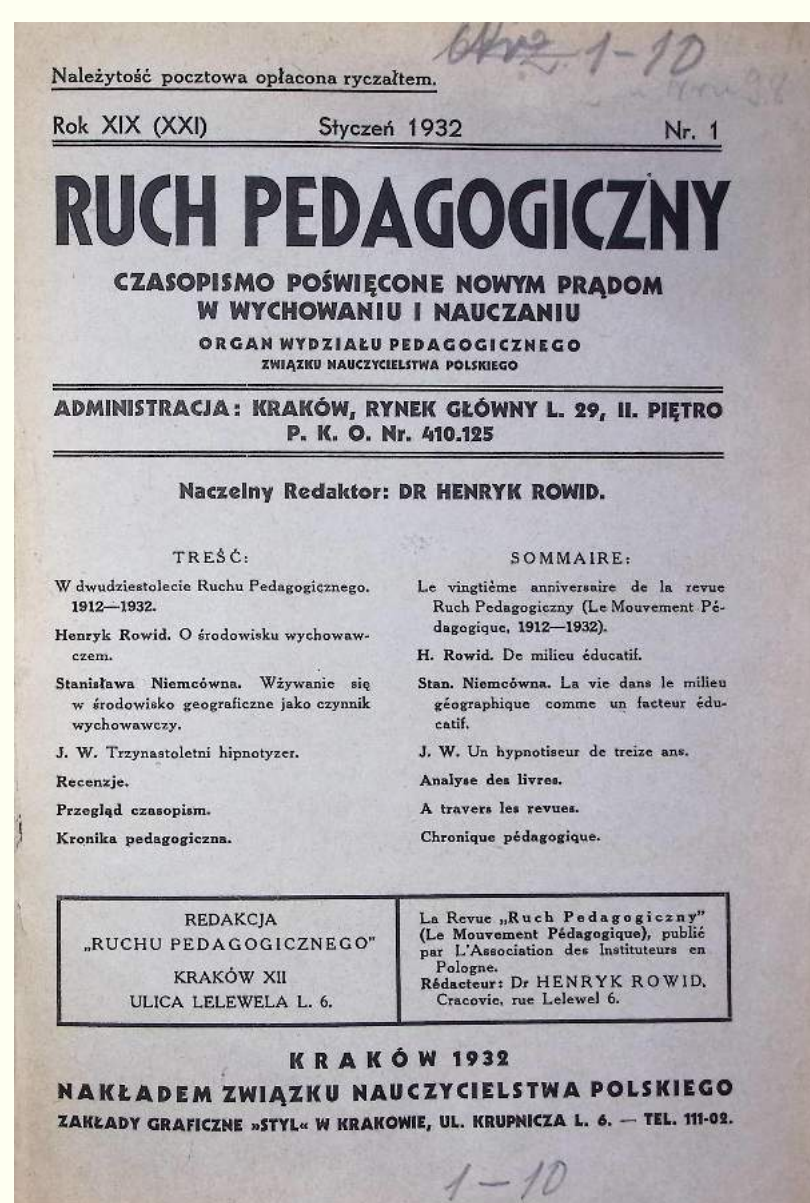 1-10
Należytość pocztowa opłacona ryczałtem.
Rok XIX (XXI) Styczeń 1932 Nr. 1
RUCH PEDAGOGICZNY
CZASOPISMO POŚWIĘCONE NOWYM PRĄDOM
W WYCHOWANIU I NAUCZANIU
ORGAN WYDZIAŁU PEDAGOGICZNEGO
ZWIĄZKU NAUCZYCIELSTWA POLSKIEGO
ADMINISTRACJA: KRAKÓW, RYNEK GŁÓWNY L. 29, II. PIĘTRO
P. K. O. Nr. 410.125
Naczelny Redaktor: DR HENRYK ROWID.
TREŚĆ:
W dwudziestolecie Ruchu Pedagogicznego.
1912—1932.
Henryk Rowid. O środowisku wychowaw-
czem.
Stanisława Niemcówna. Wżywanie się
w środowisko geograficzne jako czynnik
wychowawczy.
J. W. Trzynastoletni hipnotyzer.
Recenzje.
Przegląd czasopism.
Kronika pedagogiczna.
SOMMAIRE:
Le vingtième anniversaire de la revue
Ruch Pedagogiczny (Le Mouvement Pé-
dagogique, 1912—1932).
H. Rowid. De milieu éducatif.
Stan. Niemcówna. La vie dans le milieu
géographique comme un facteur édu-
catif.
J. W. Un hypnotiseur de treize ans.
Analyse des livres.
A travers les revues.
Chronique pédagogique.
REDAKCJA
„RUCHU PEDAGOGICZNEGO"
KRAKÓW XII
ULICA LELEWELA L. 6.
La Revue „Ruch Pedagogiczny"
(Le Mouvement Pédagogique), publié
par L'Association des Instituteurs en
Pologne.
Rédacteur: Dr HENRYK ROWID.
Cracovie, rue Lelewel 6.
KRAKÓW 1932
NAKŁADEM ZWIĄZKU NAUCZYCIELSTWA POLSKIEGO
ZAKŁADY GRAFICZNE »STYL« W KRAKOWIE, UL. KRUPNICZA L. 6. — TEL. 111-02.
1-10